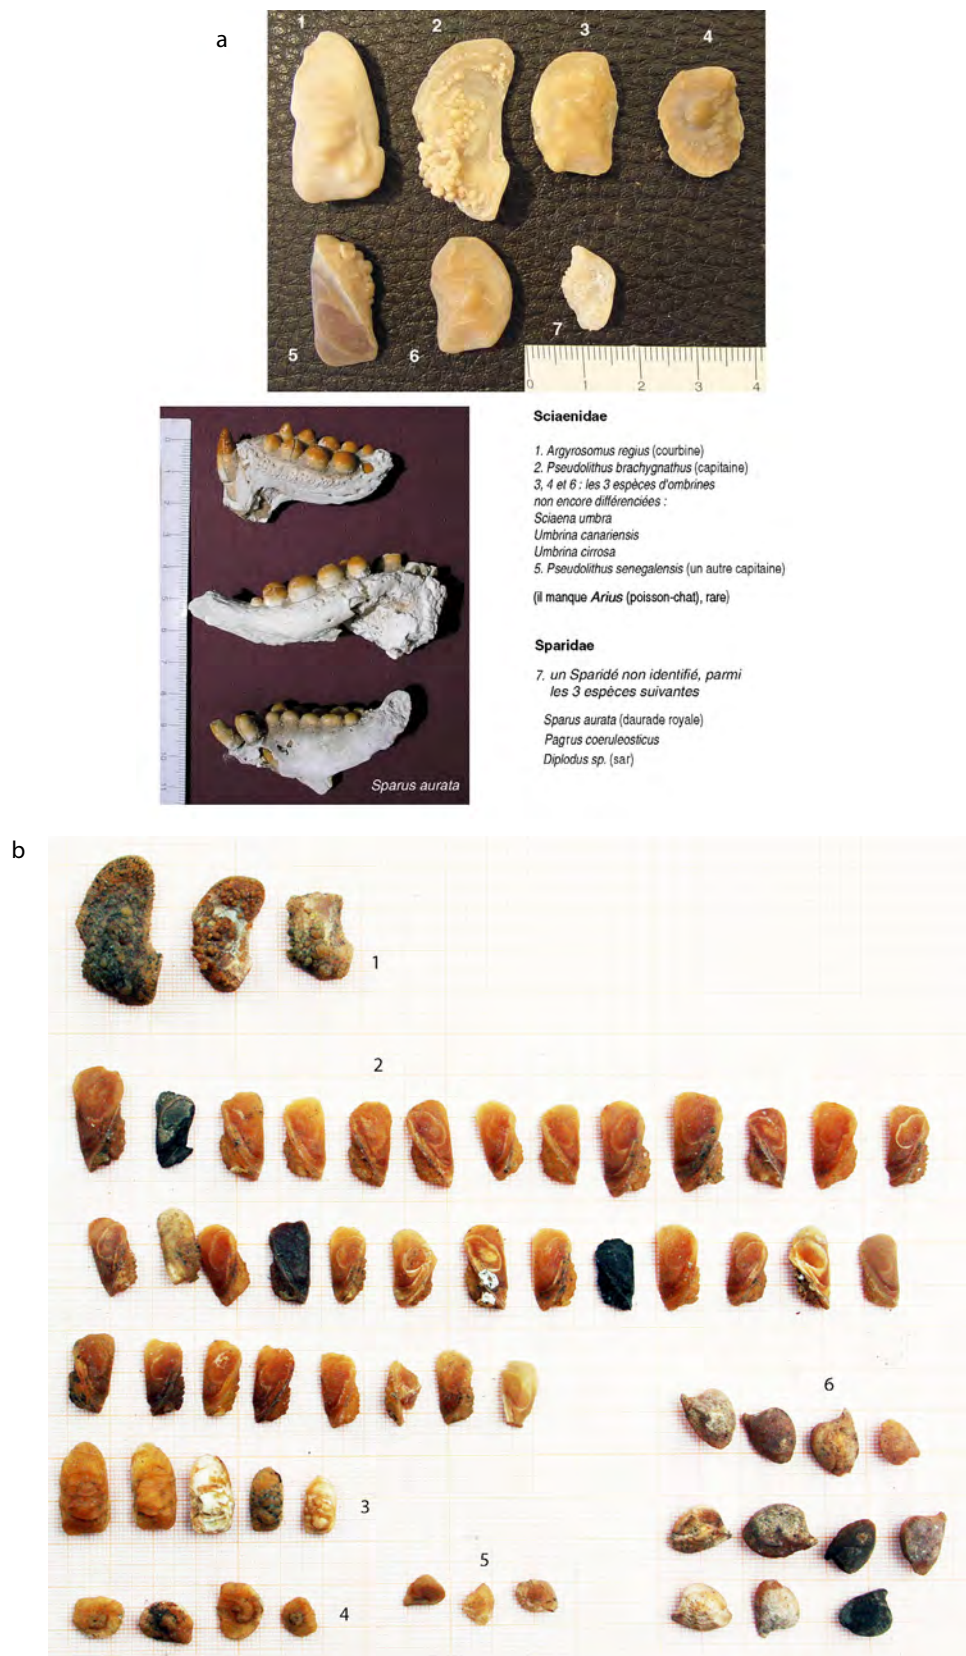 a
1
2
3
4
5
6
7
0 1 2 3 4
Sparus aurata
Sciaenidae
1. Argyrosomus regius (courbine)
2. Pseudolithus brachygnathus (capitaine)
3, 4 et 6 : les 3 espèces d'ombrines
non encore différenciées :
Sciaena umbra
Umbrina canariensis
Umbrina cirrosa
5. Pseudolithus senegalensis (un autre capitaine)
(il manque Arius (poisson-chat), rare)
Sparidae
7. un Sparidé non identifié, parmi
les 3 espèces suivantes
Sparus aurata (daurade royale)
Pagrus coeruleosticus
Diplodus sp. (sar)
b
1
2
6
3
5
4